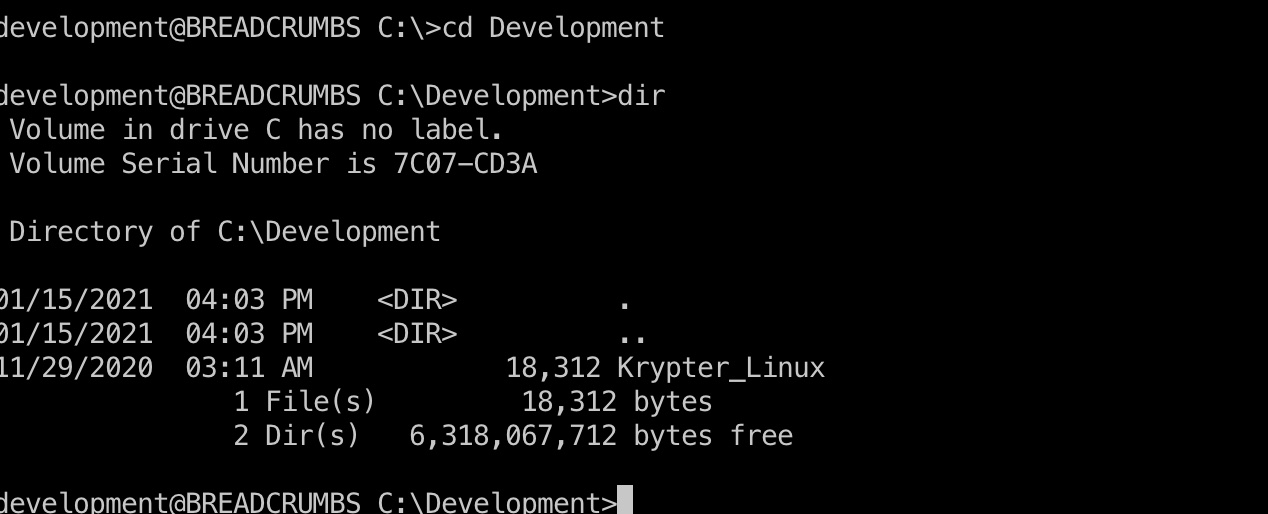 development@BREADCRUMBS C:\>cd Development
development@BREADCRUMBS C:\Development>dir
Volume in drive C has no label.
Volume Serial Number is 7C07-CD3A
Directory of C:\Development
01/15/2021  04:03 PM    <DIR>          .
01/15/2021  04:03 PM    <DIR>          ..
11/29/2020  03:11 AM            18,312 Krypter_Linux
1 File(s)         18,312 bytes
2 Dir(s)   6,318,067,712 bytes free
development@BREADCRUMBS C:\Development>